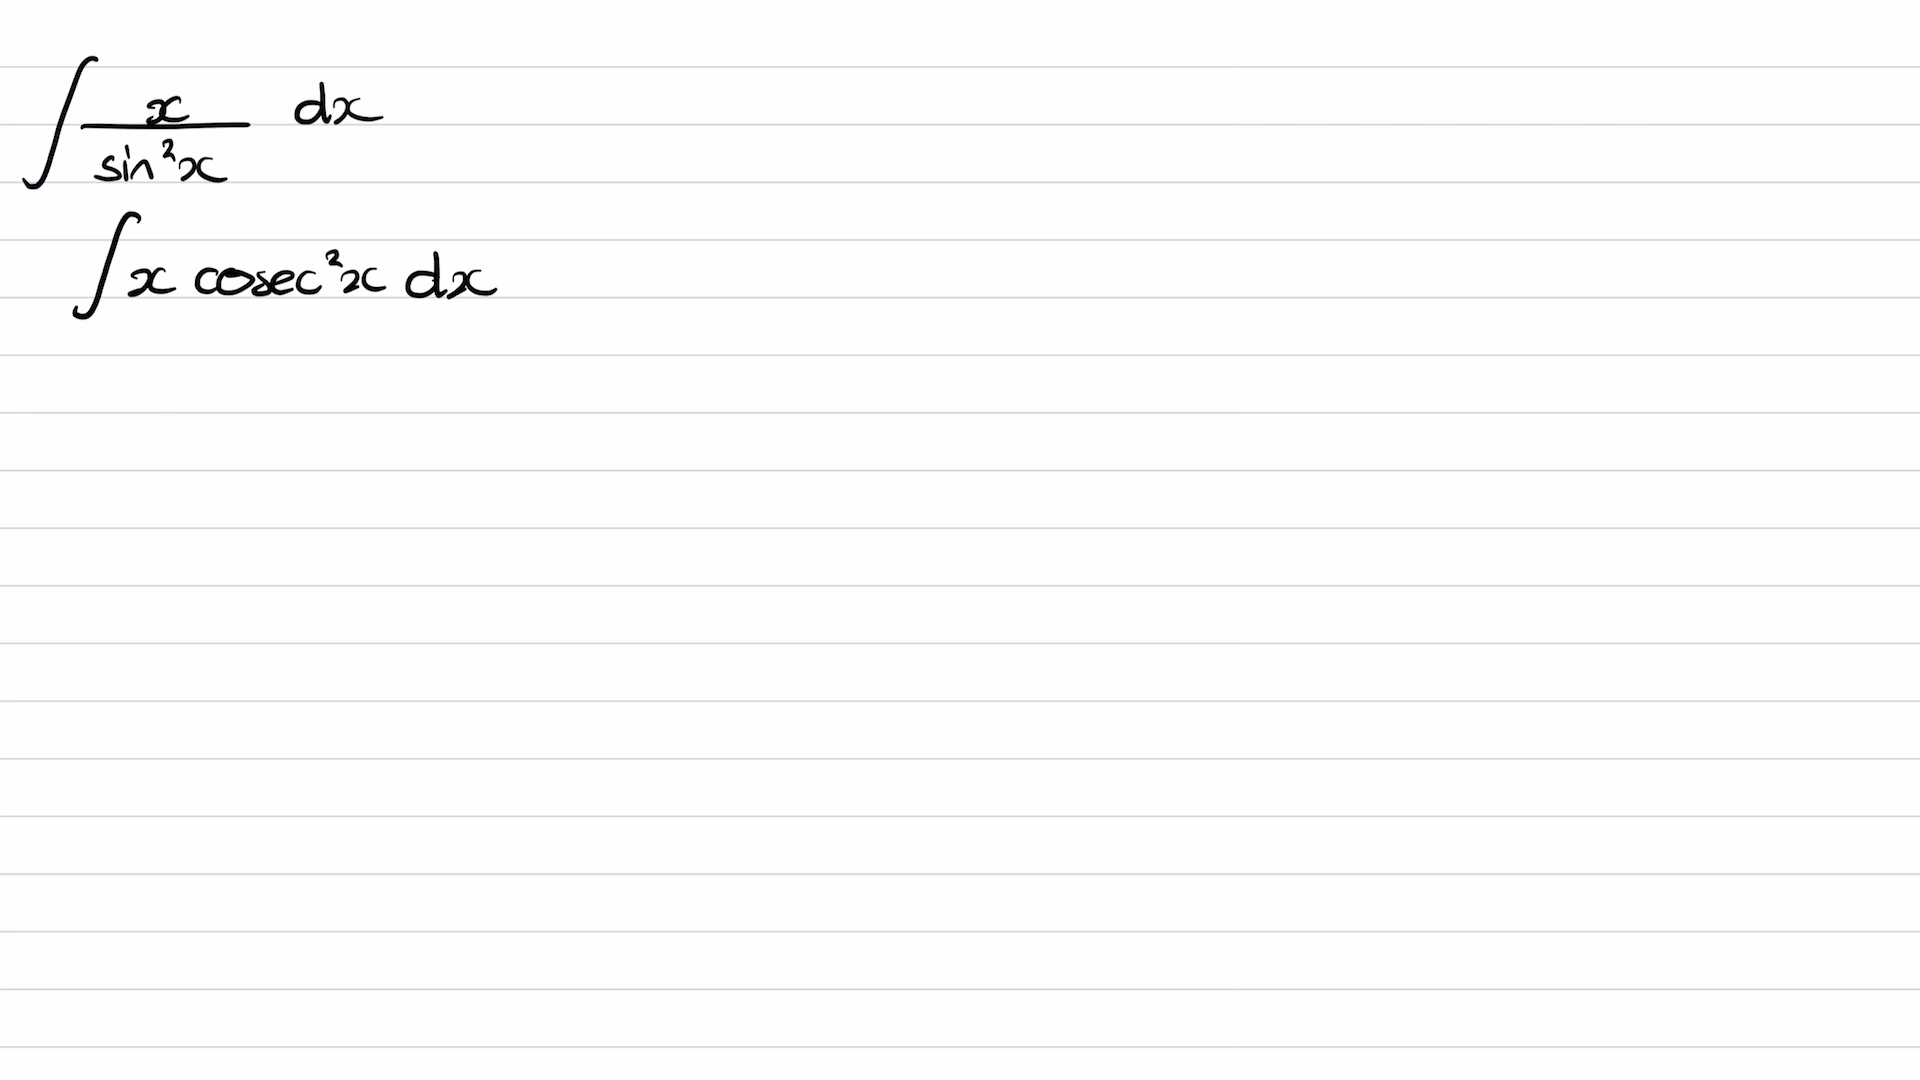 ∫ x/sin²x dx
∫ x cosec²x dx